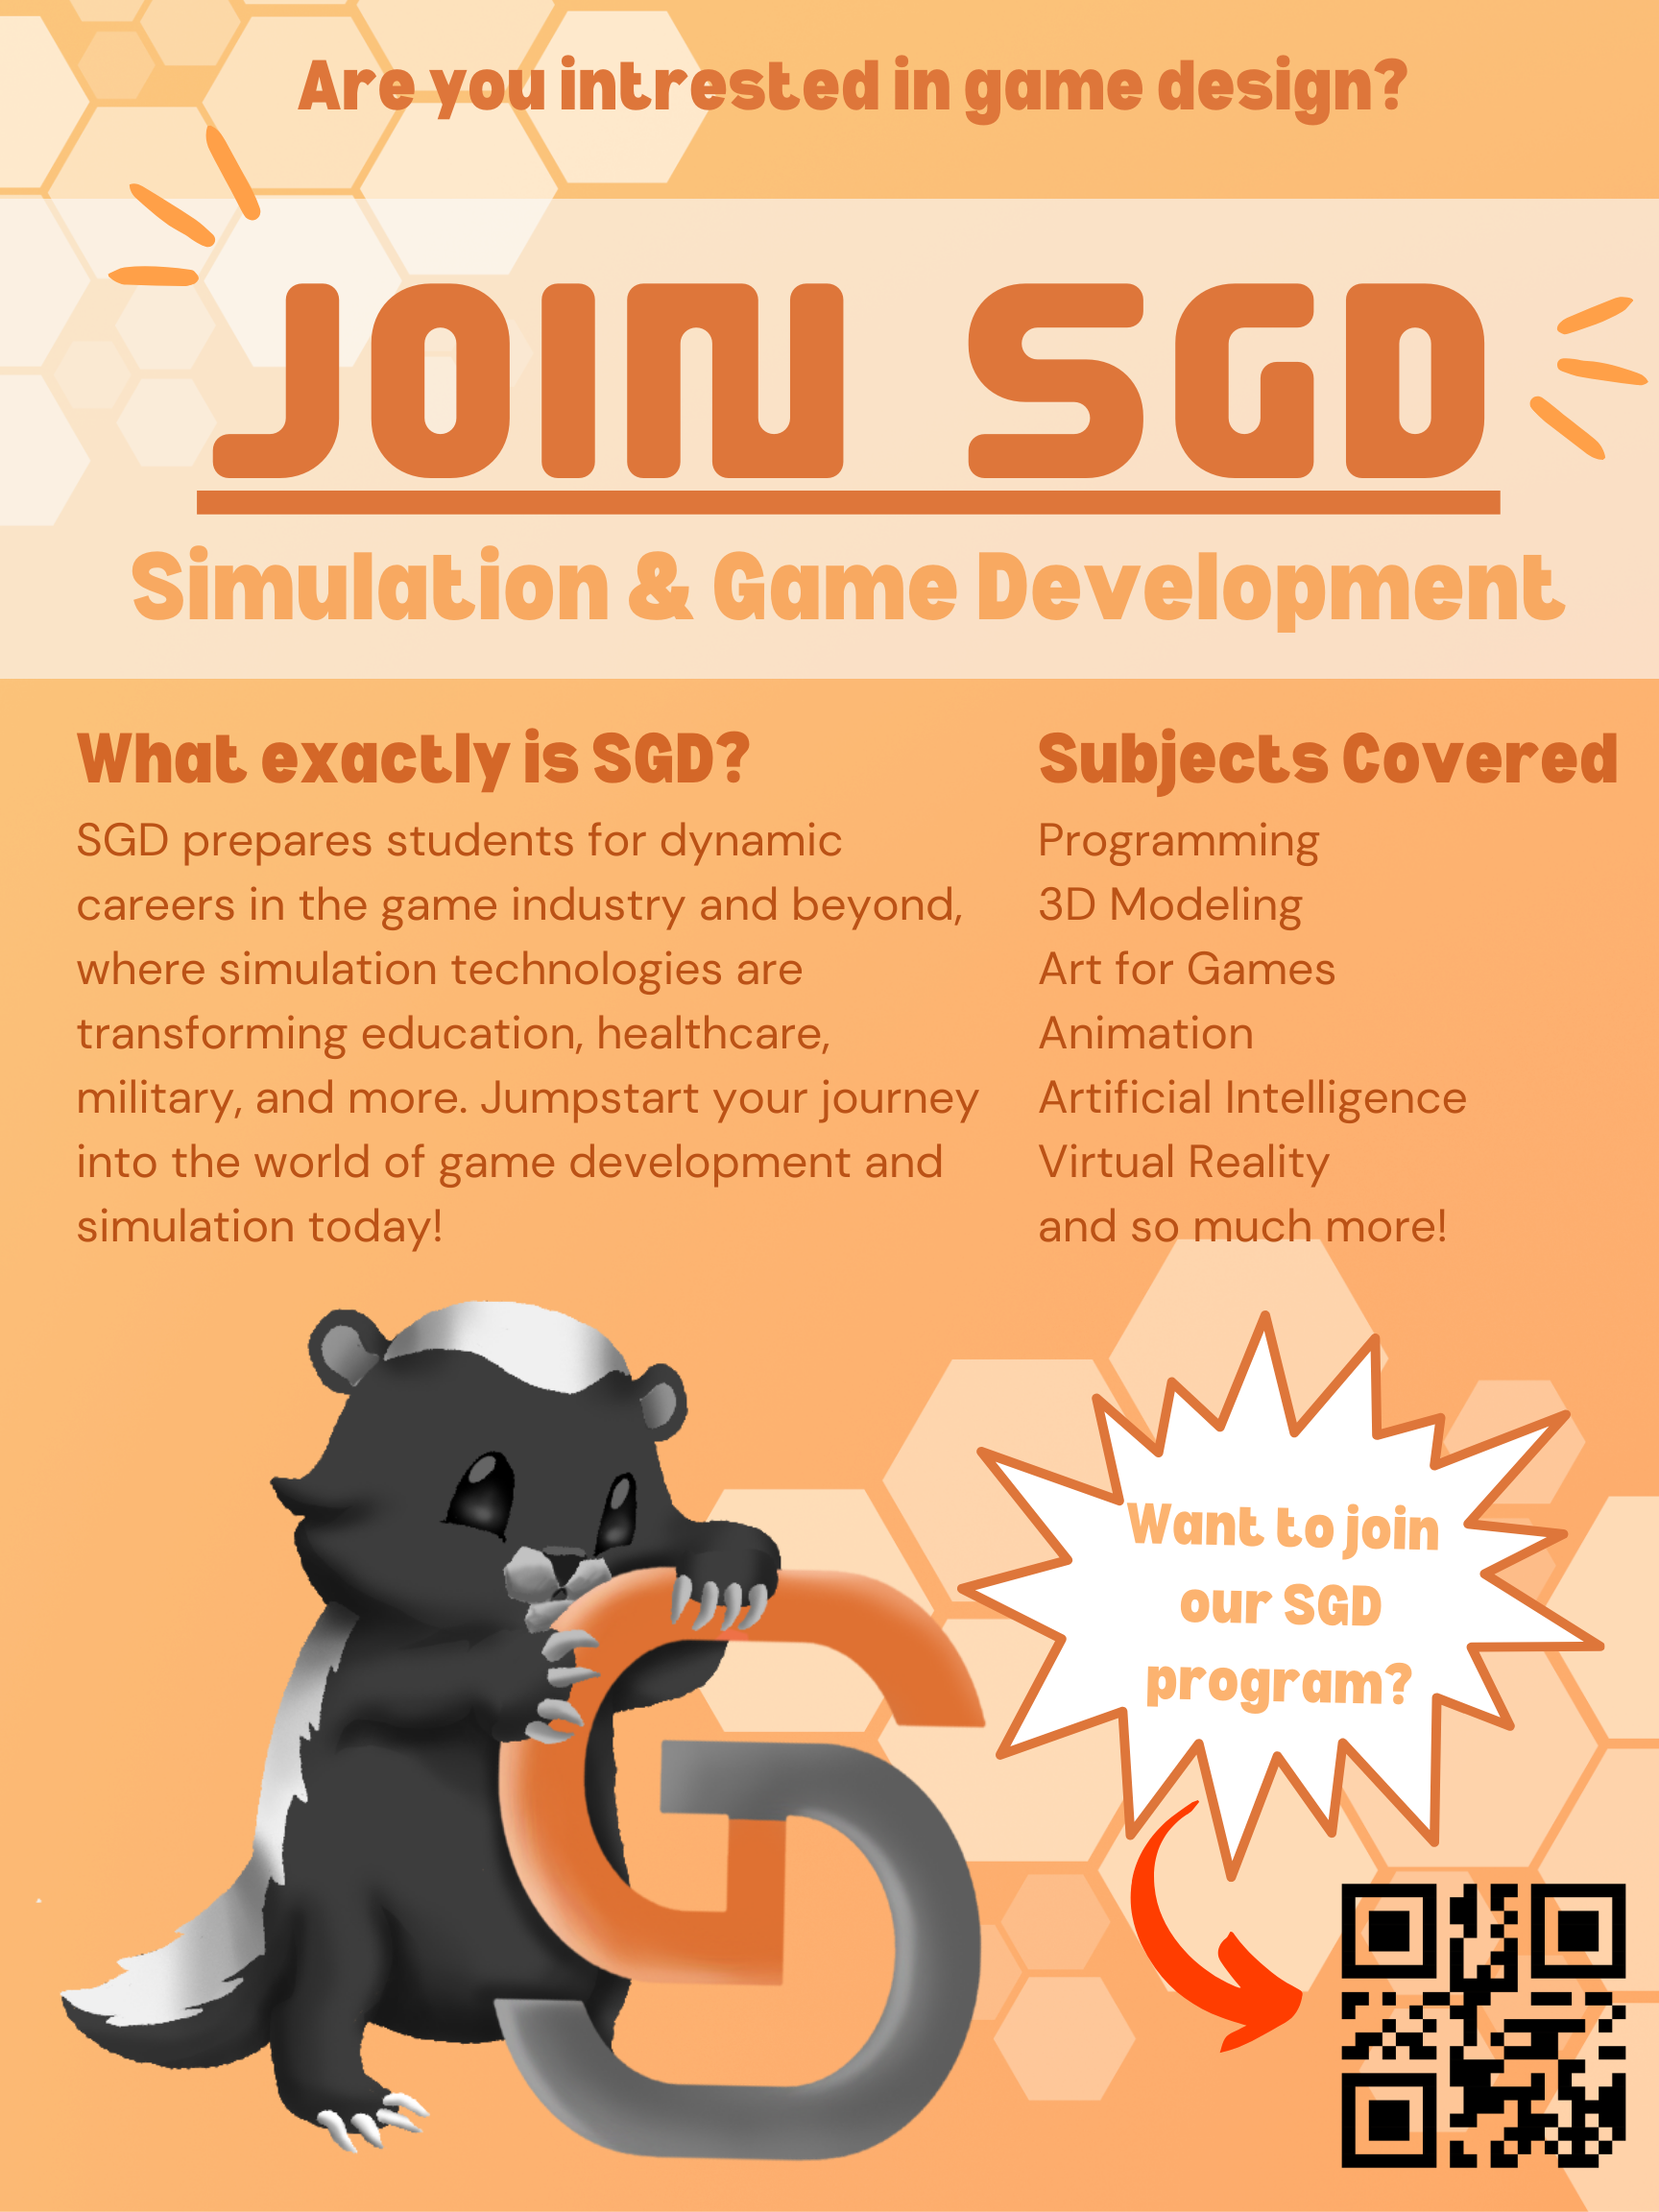 Are you intrested in game design?
JOIN SGD
Simulation & Game Development
What exactly is SGD?
SGD prepares students for dynamic
careers in the game industry and beyond,
where simulation technologies are
transforming education, healthcare,
military, and more. Jumpstart your journey
into the world of game development and
simulation today!
Subjects Covered
Programming
3D Modeling
Art for Games
Animation
Artificial Intelligence
Virtual Reality
and so much more!
Want to join
our SGD
program?